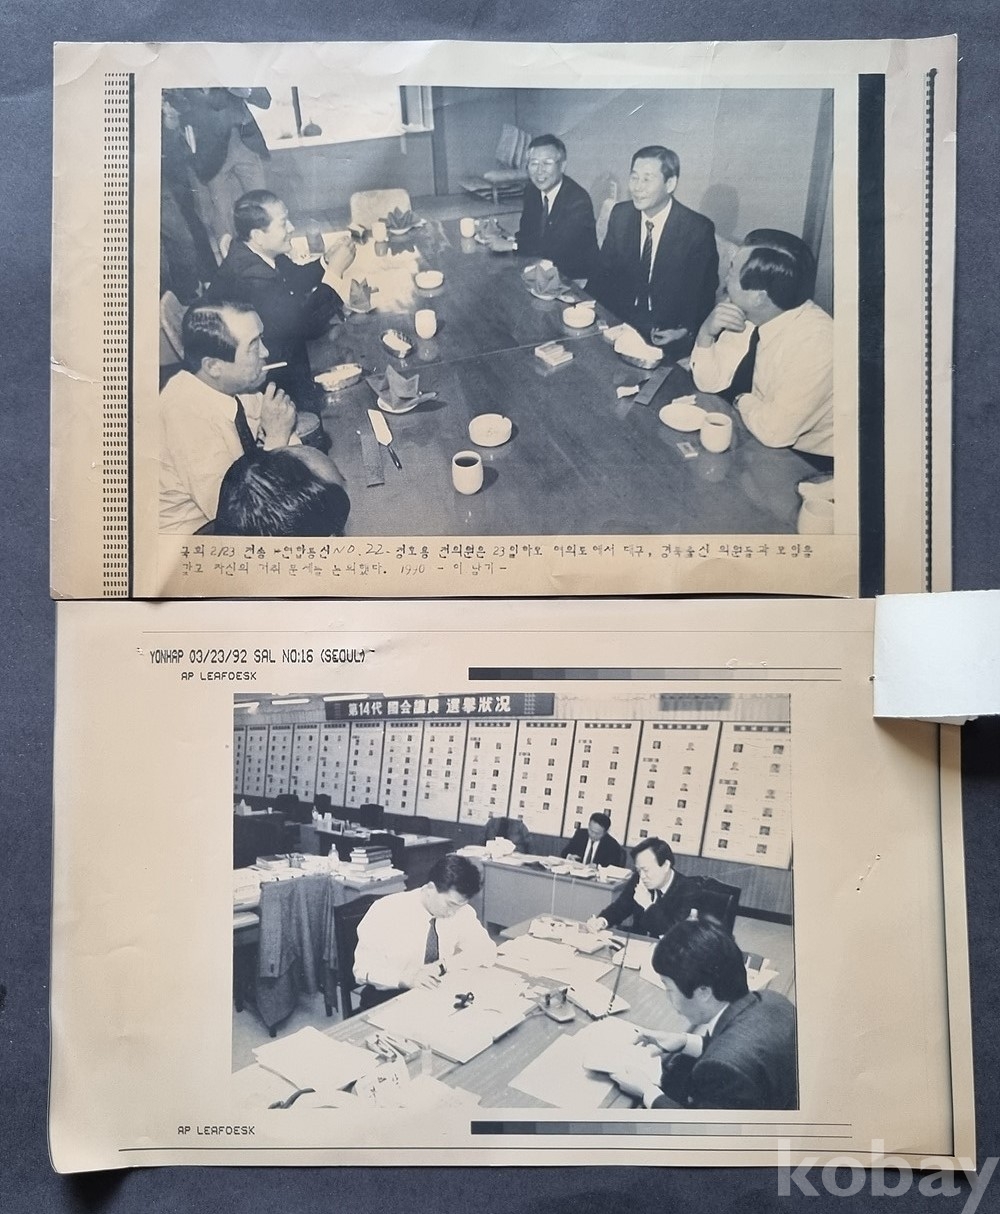 국회 2/23 전송 -연합통신 NO.22- 정호용 전의원은 23일하오 여의도에서 대구, 경북출신 의원들과 모임을
갖고 자신의 거취 문제를 논의했다. 1990 - 이 남기 -
YONHAP 03/23/92 SAL NO:16 (SEOUL)
AP LEAFDESK
第14代 國会議員 選擧狀況
AP LEAFDESK
kobay